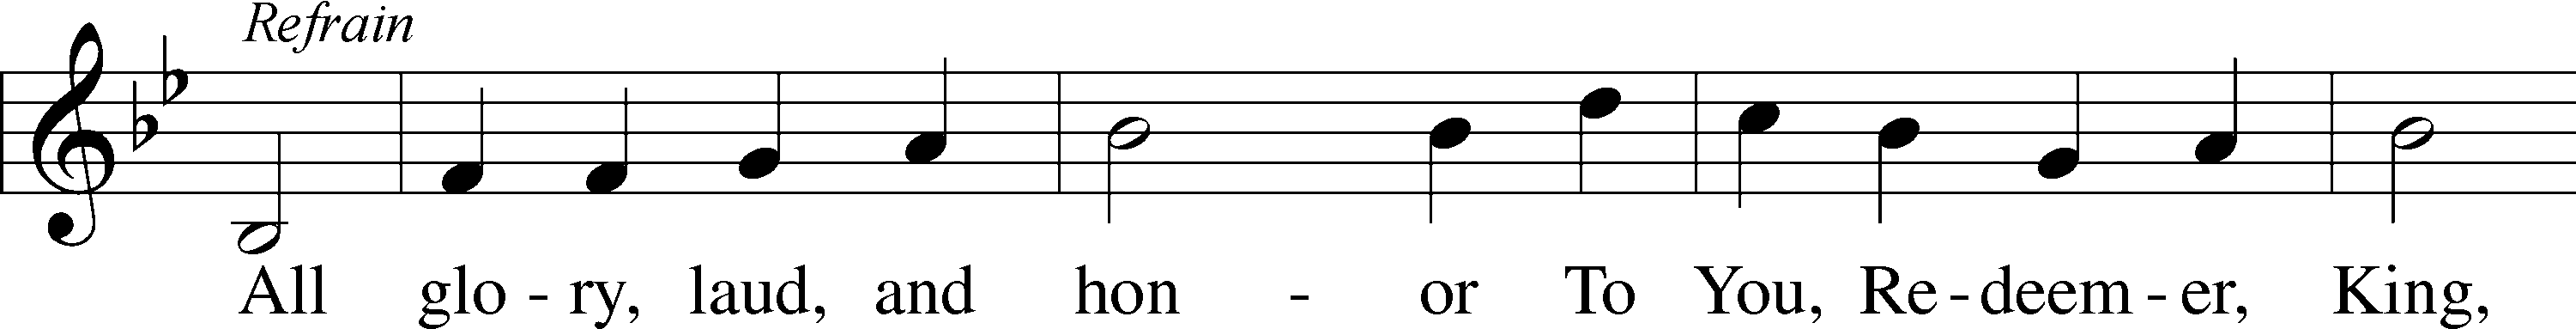 Refrain
All glo - ry, laud, and hon - or To You, Re - deem - er, King,